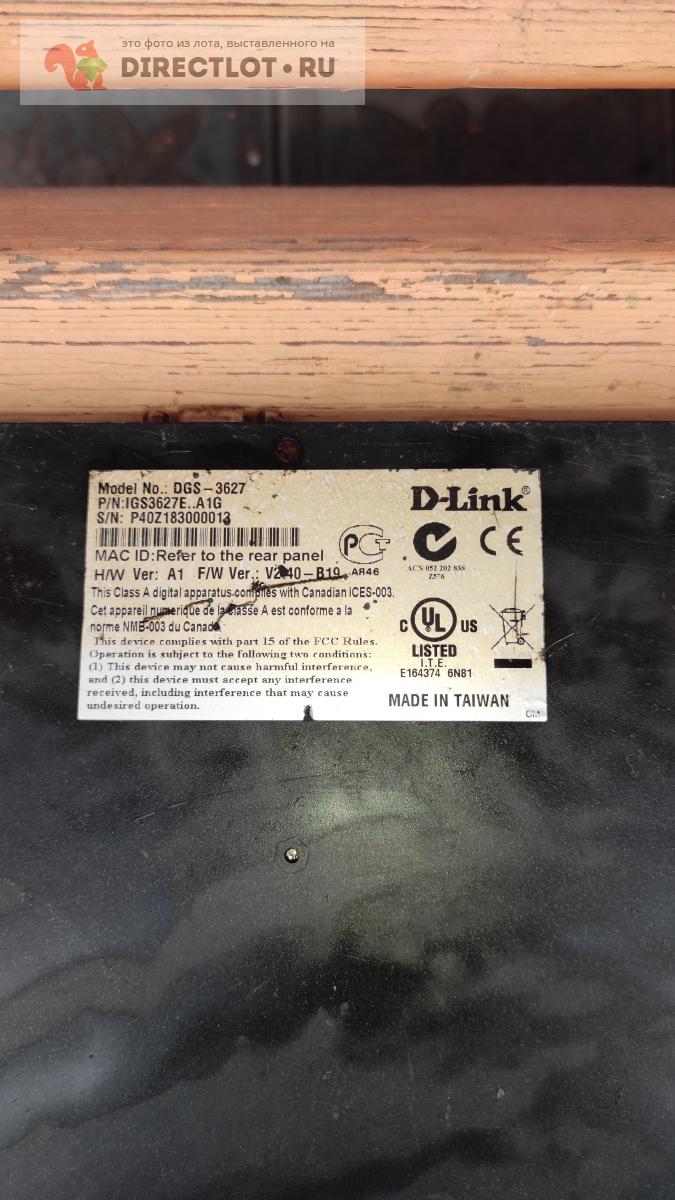 это фото из лота, выставленного на
DIRECTLOT.RU
Model No.: DGS-3627
P/N:IGS3627E..A1G
S/N: P40Z183000013
MAC ID:Refer to the rear panel
H/W Ver: A1 F/W Ver.: V2.40-B19
D-Link®
CE
ACN 052 202 838
Z576
AЯ46
This Class A digital apparatus complies with Canadian ICES-003.
Cet appareil numerique de la classe A est conforme a la
norme NMB-003 du Canada.
This device complies with part 15 of the FCC Rules.
Operation is subject to the following two conditions:
(1) This device may not cause harmful interference,
and (2) this device must accept any interference
received, including interference that may cause
undesired operation.
C UL US
LISTED
I.T.E.
E164374 6N81
MADE IN TAIWAN